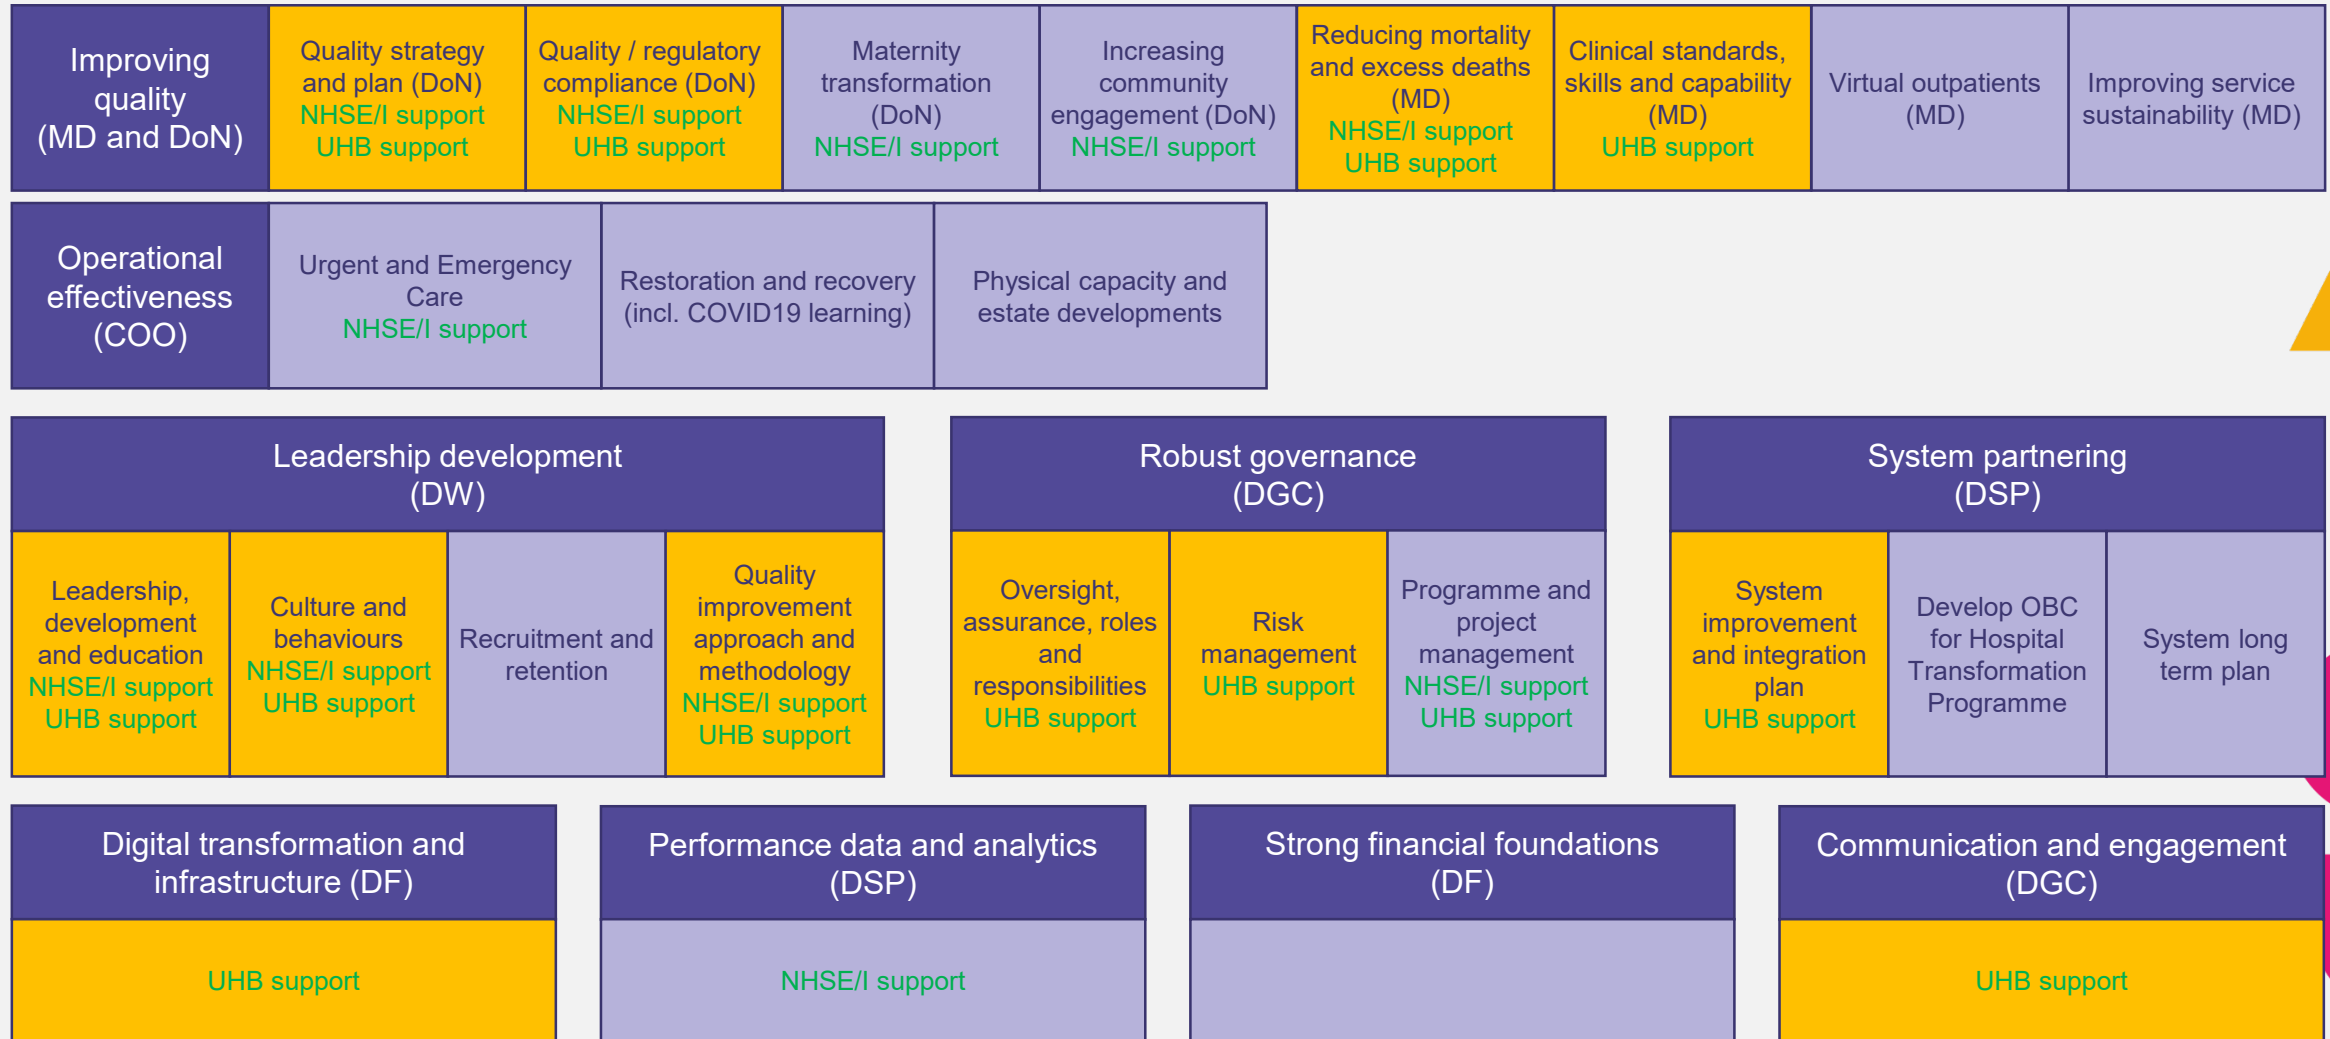 Improving
quality
(MD and DoN)
Quality strategy
and plan (DoN)
NHSE/I support
UHB support
Quality / regulatory
compliance (DoN)
NHSE/I support
UHB support
Maternity
transformation
(DoN)
NHSE/I support
Increasing
community
engagement (DoN)
NHSE/I support
Reducing mortality
and excess deaths
(MD)
NHSE/I support
UHB support
Clinical standards,
skills and capability
(MD)
UHB support
Virtual outpatients
(MD)
Improving service
sustainability (MD)
Operational
effectiveness
(COO)
Urgent and Emergency
Care
NHSE/I support
Restoration and recovery
(incl. COVID19 learning)
Physical capacity and
estate developments
Leadership development
(DW)
Leadership,
development
and education
NHSE/I support
UHB support
Culture and
behaviours
NHSE/I support
UHB support
Recruitment and
retention
Quality
improvement
approach and
methodology
NHSE/I support
UHB support
Robust governance
(DGC)
Oversight,
assurance, roles
and
responsibilities
UHB support
Risk
management
UHB support
Programme and
project
management
NHSE/I support
UHB support
System partnering
(DSP)
System
improvement
and integration
plan
UHB support
Develop OBC
for Hospital
Transformation
Programme
System long
term plan
Digital transformation and
infrastructure (DF)
UHB support
Performance data and analytics
(DSP)
NHSE/I support
Strong financial foundations
(DF)
Communication and engagement
(DGC)
UHB support